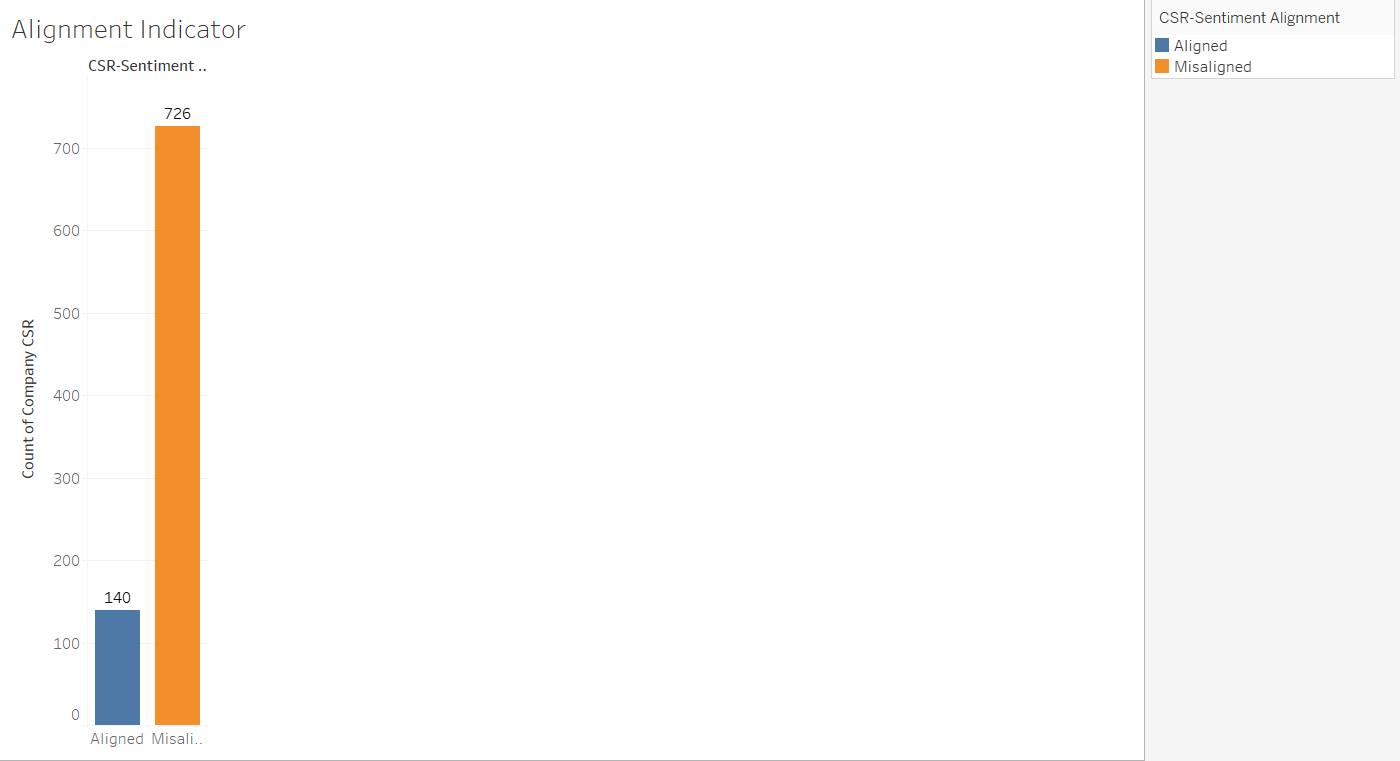 Alignment Indicator
CSR-Sentiment ..
726
700
600
500
400
300
200
140
100
0
Count of Company CSR
Aligned Misali..
CSR-Sentiment Alignment
Aligned
Misaligned